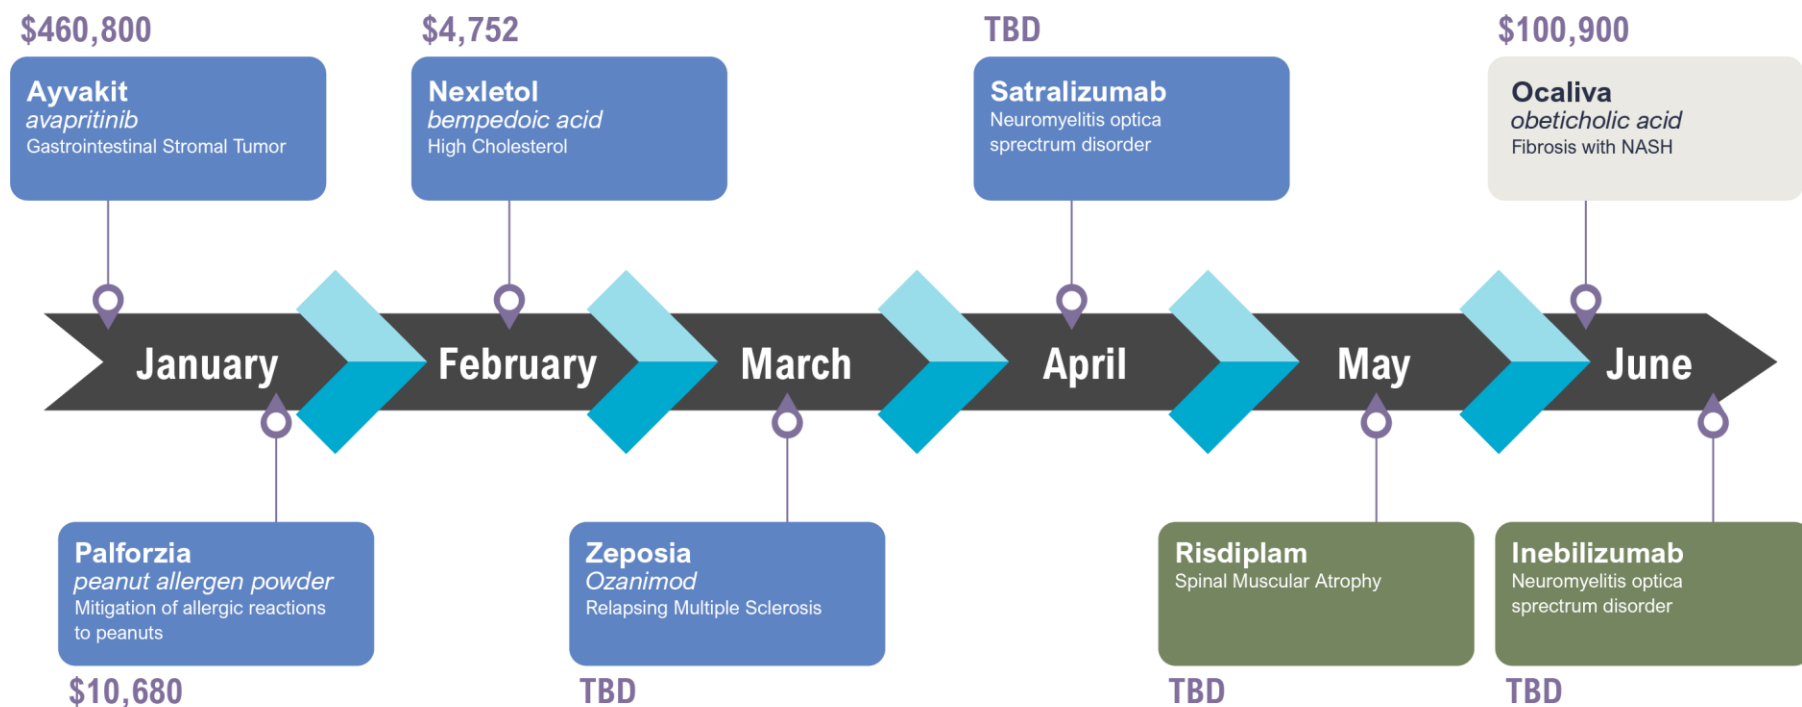 $460,800
Ayvakit
avapritinib
Gastrointestinal Stromal Tumor
$4,752
Nexletol
bempedoic acid
High Cholesterol
TBD
Satralizumab
Neuromyelitis optica
sprectrum disorder
$100,900
Ocaliva
obeticholic acid
Fibrosis with NASH
January
February
March
April
May
June
Palforzia
peanut allergen powder
Mitigation of allergic reactions
to peanuts
$10,680
Zeposia
Ozanimod
Relapsing Multiple Sclerosis
TBD
Risdiplam
Spinal Muscular Atrophy
TBD
Inebilizumab
Neuromyelitis optica
sprectrum disorder
TBD